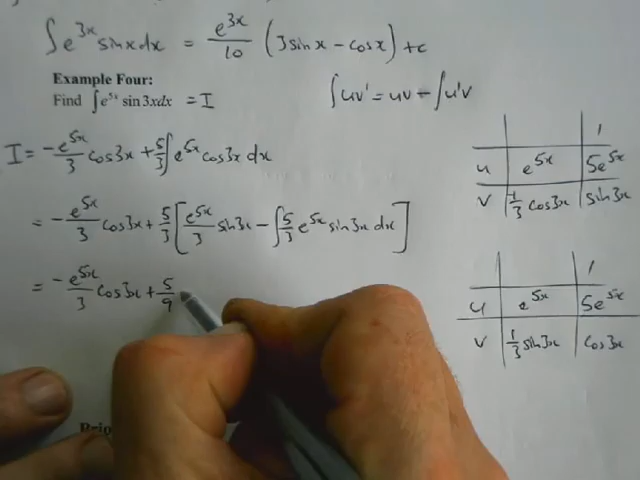 ∫e^{3x} sin x dx = e^{3x}/10 (3 sin x − cos x) + c
Example Four:
Find ∫e^{5x} sin 3xdx = I
∫uv' = uv − ∫u'v
I = −e^{5x}/3 cos 3x + 5/3 ∫e^{5x} cos 3x dx
= −e^{5x}/3 cos 3x + 5/3 [e^{5x}/3 sin 3x − ∫5/3 e^{5x} sin 3x dx]
= −e^{5x}/3 cos 3x + 5/9
1
u e^{5x} 5e^{5x}
v −1/3 cos 3x sin 3x
1
u e^{5x} 5e^{5x}
v 1/3 sin 3x cos 3x